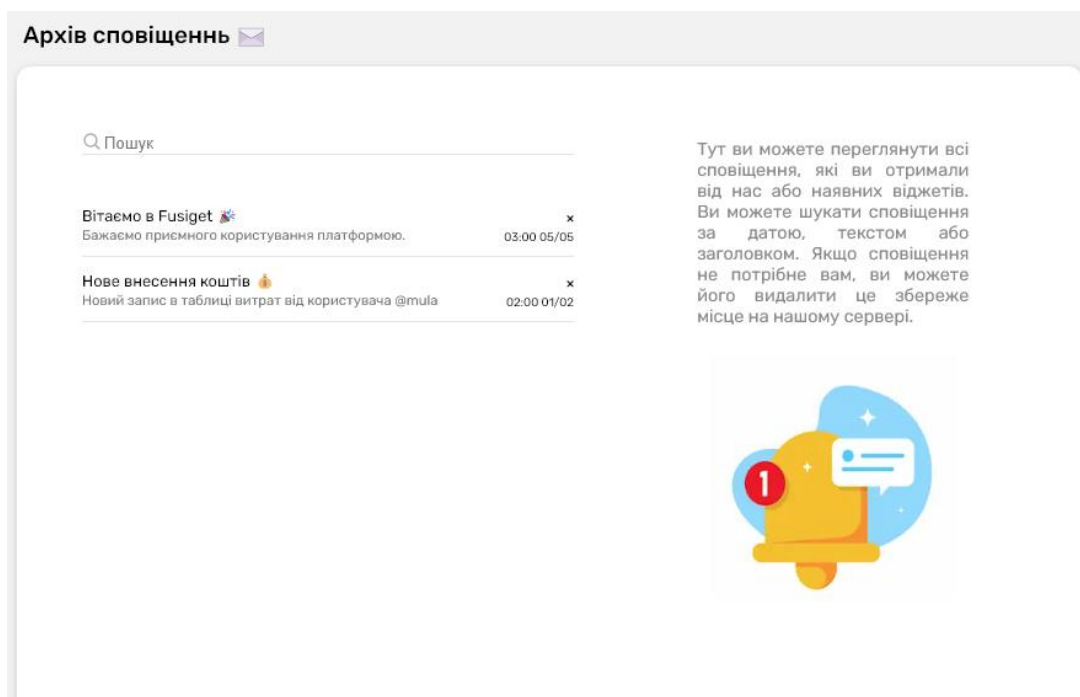 Архів сповіщеннь ✉️
Пошук
Вітаємо в Fusiget 🎉
×
Бажаємо приємного користування платформою.
03:00 05/05
Нове внесення коштів 💰
×
Новий запис в таблиці витрат від користувача @mula
02:00 01/02
Тут ви можете переглянути всі
сповіщення, які ви отримали
від нас або наявних віджетів.
Ви можете шукати сповіщення
за датою, текстом або
заголовком. Якщо сповіщення
не потрібне вам, ви можете
його видалити це збереже
місце на нашому сервері.
1